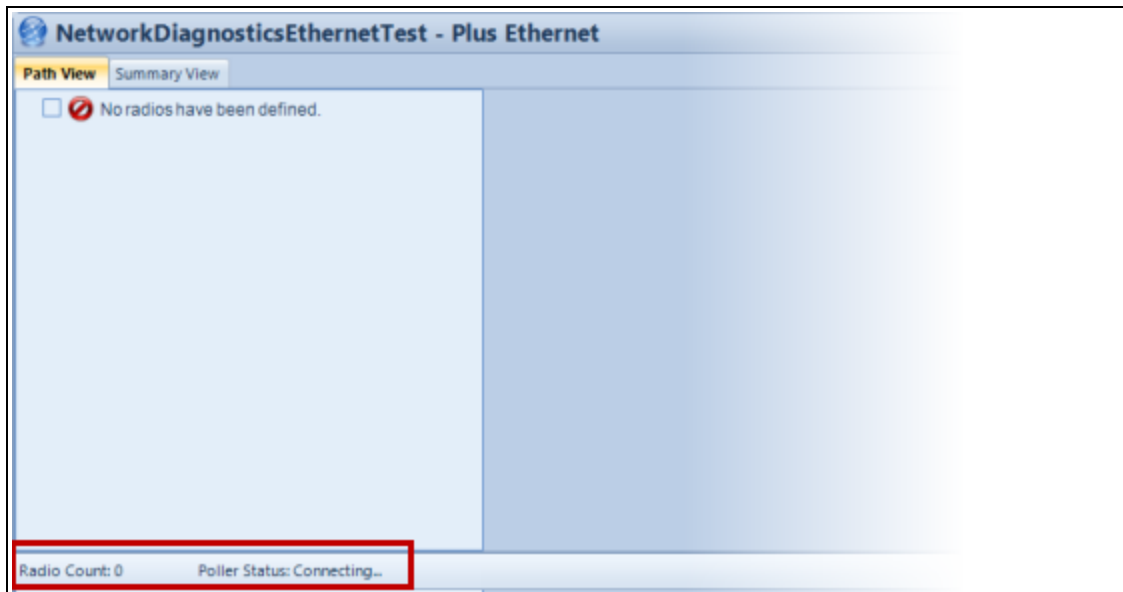 NetworkDiagnosticsEthernetTest - Plus Ethernet
Path View Summary View
No radios have been defined.
Radio Count: 0 Poller Status: Connecting...